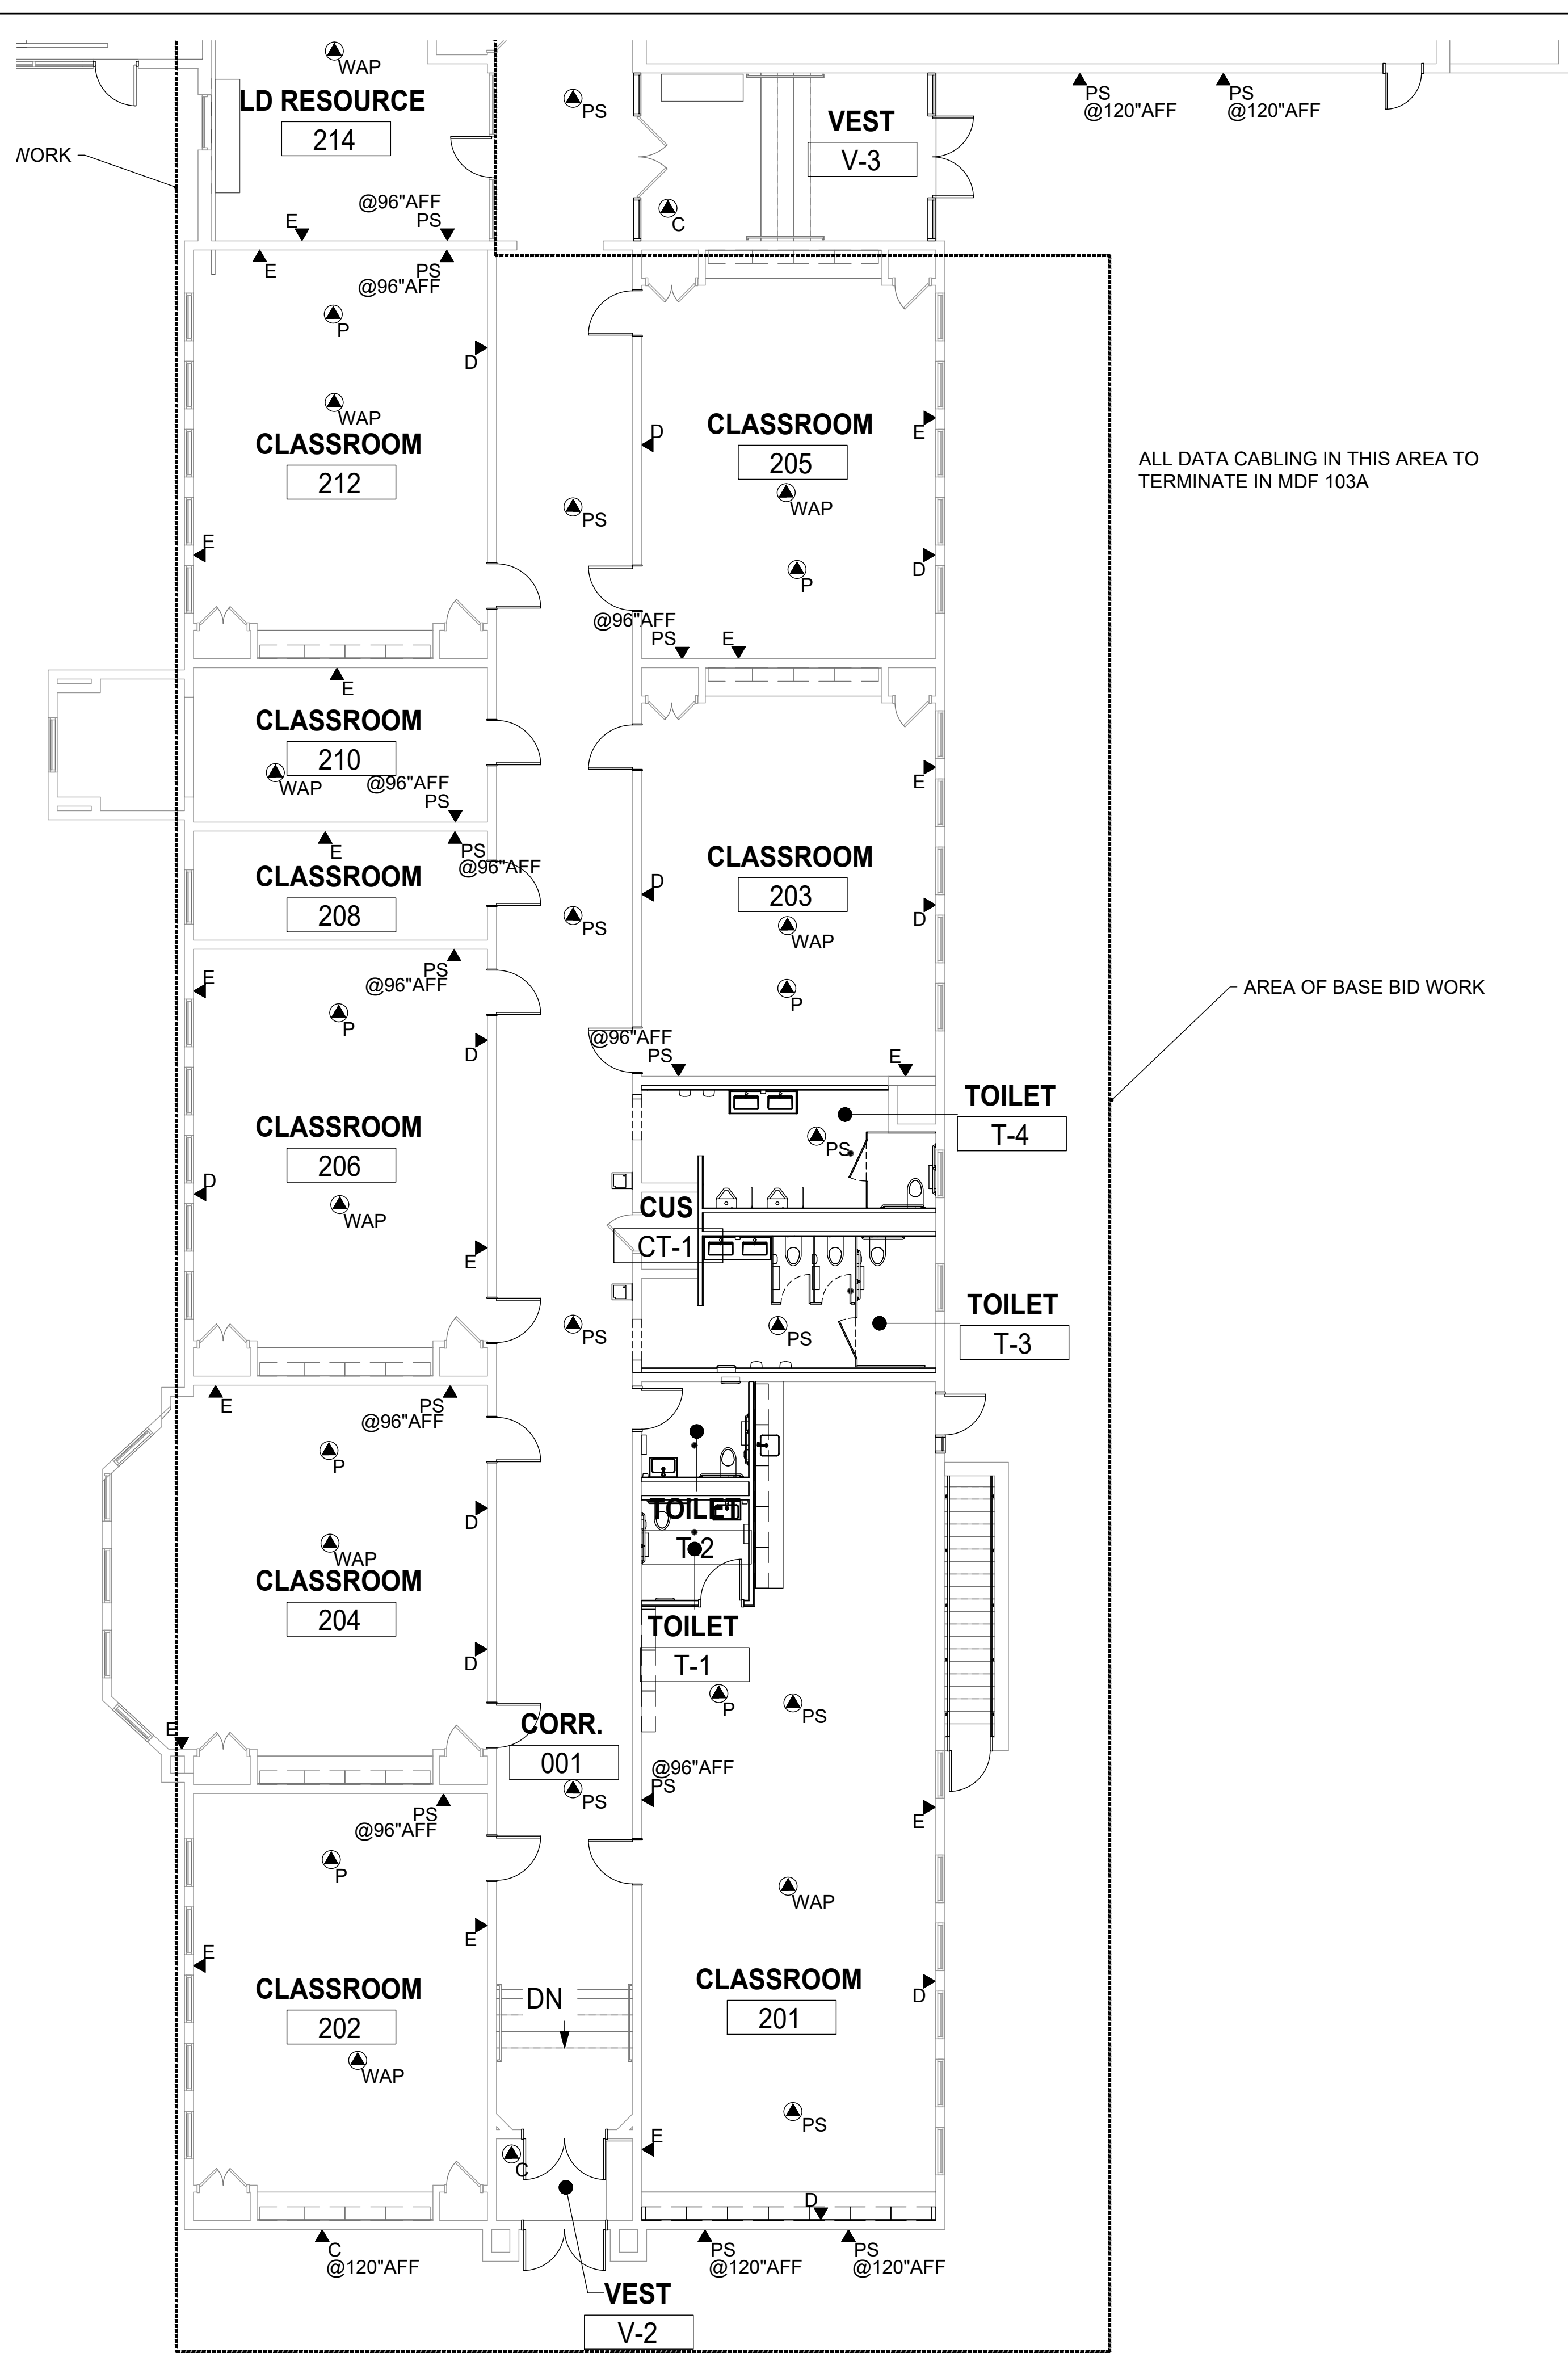 WAP
LD RESOURCE
214
PS
VEST
V-3
PS
@120"AFF
PS
@120"AFF
@96"AFF
E
PS
C
E
PS
@96"AFF
P
D
WAP
CLASSROOM
212
E
PS
D
CLASSROOM
205
E
WAP
D
P
ALL DATA CABLING IN THIS AREA TO
TERMINATE IN MDF 103A
@96"AFF
PS
E
E
CLASSROOM
210
WAP
@96"AFF
PS
E
E
PS
@96"AFF
CLASSROOM
208
D
CLASSROOM
203
D
WAP
PS
P
AREA OF BASE BID WORK
PS
@96"AFF
E
P
D
@96"AFF
PS
E
TOILET
T-4
PS
CLASSROOM
206
D
WAP
E
CUS
CT-1
TOILET
T-3
PS
PS
E
PS
@96"AFF
P
D
WAP
CLASSROOM
204
D
E
TOILET
T-2
TOILET
T-1
P
PS
CORR.
001
PS
@96"AFF
PS
E
PS
@96"AFF
P
E
E
CLASSROOM
202
WAP
WAP
CLASSROOM
201
D
DN
PS
E
C
D
C
@120"AFF
PS
@120"AFF
PS
@120"AFF
VEST
V-2